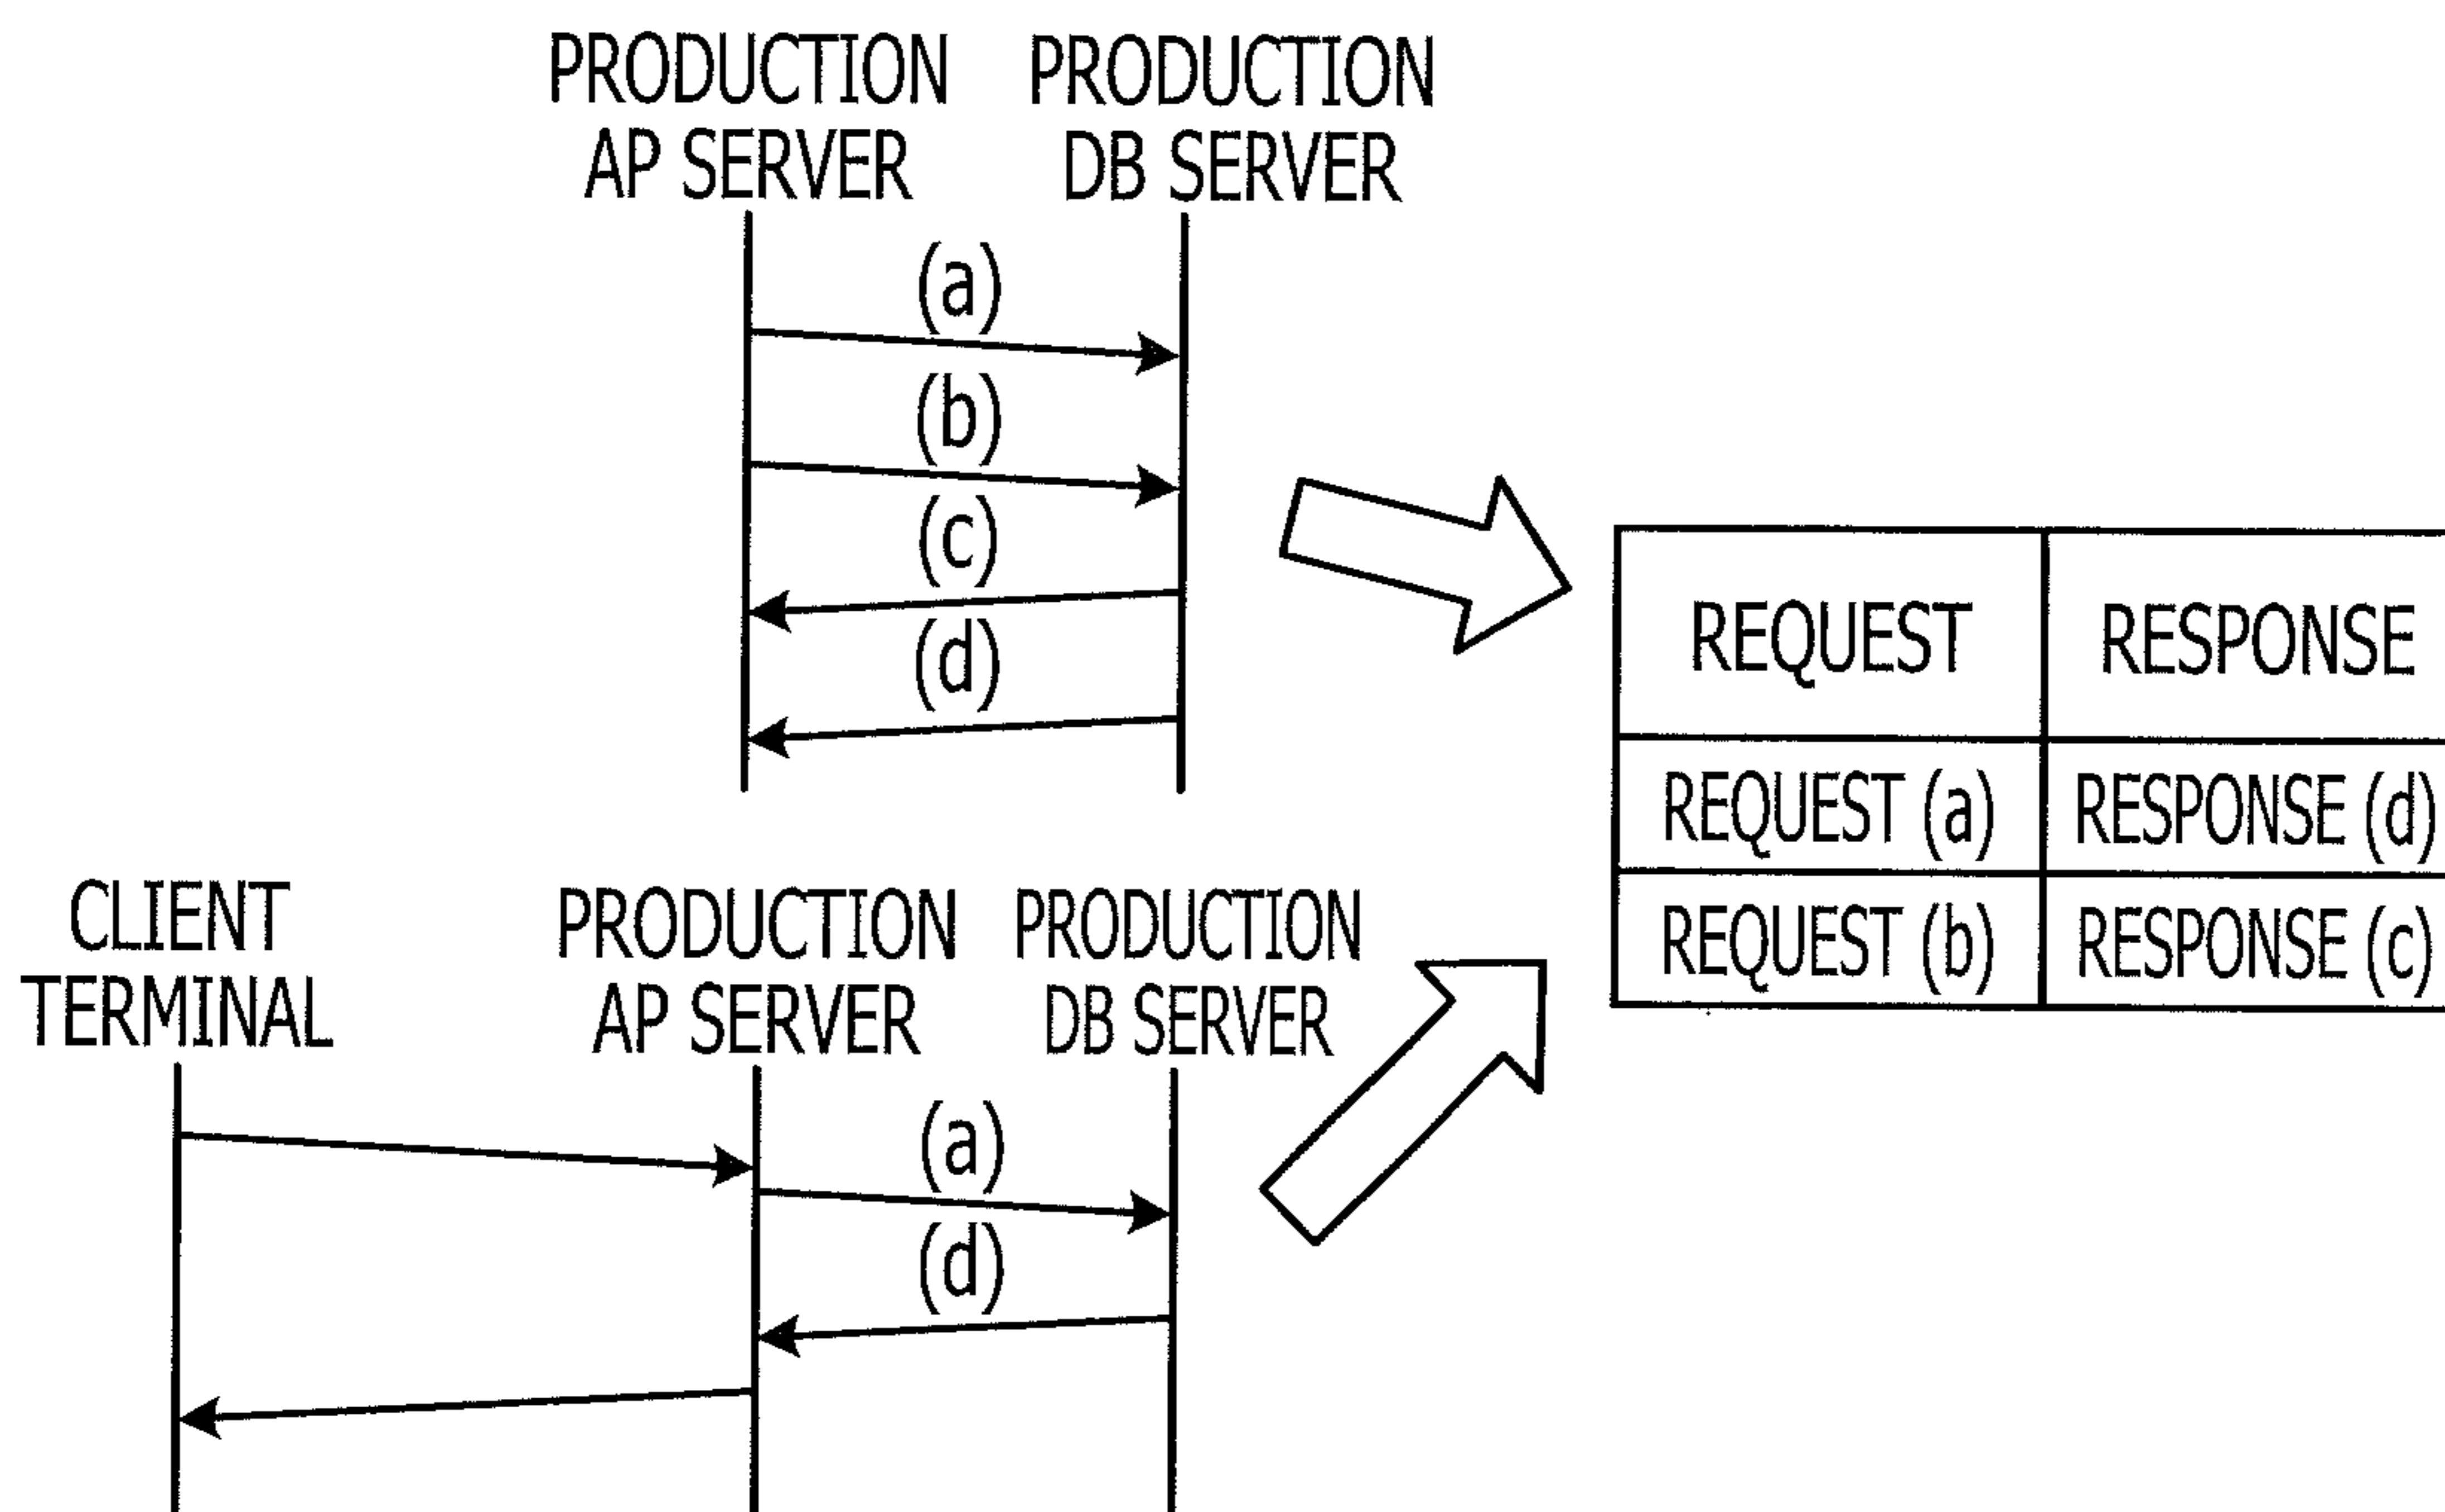 PRODUCTION
AP SERVER
PRODUCTION
DB SERVER
(a)
(b)
(c)
(d)
REQUEST RESPONSE
REQUEST (a) RESPONSE (d)
REQUEST (b) RESPONSE (c)
CLIENT
TERMINAL
PRODUCTION
AP SERVER
PRODUCTION
DB SERVER
(a)
(d)